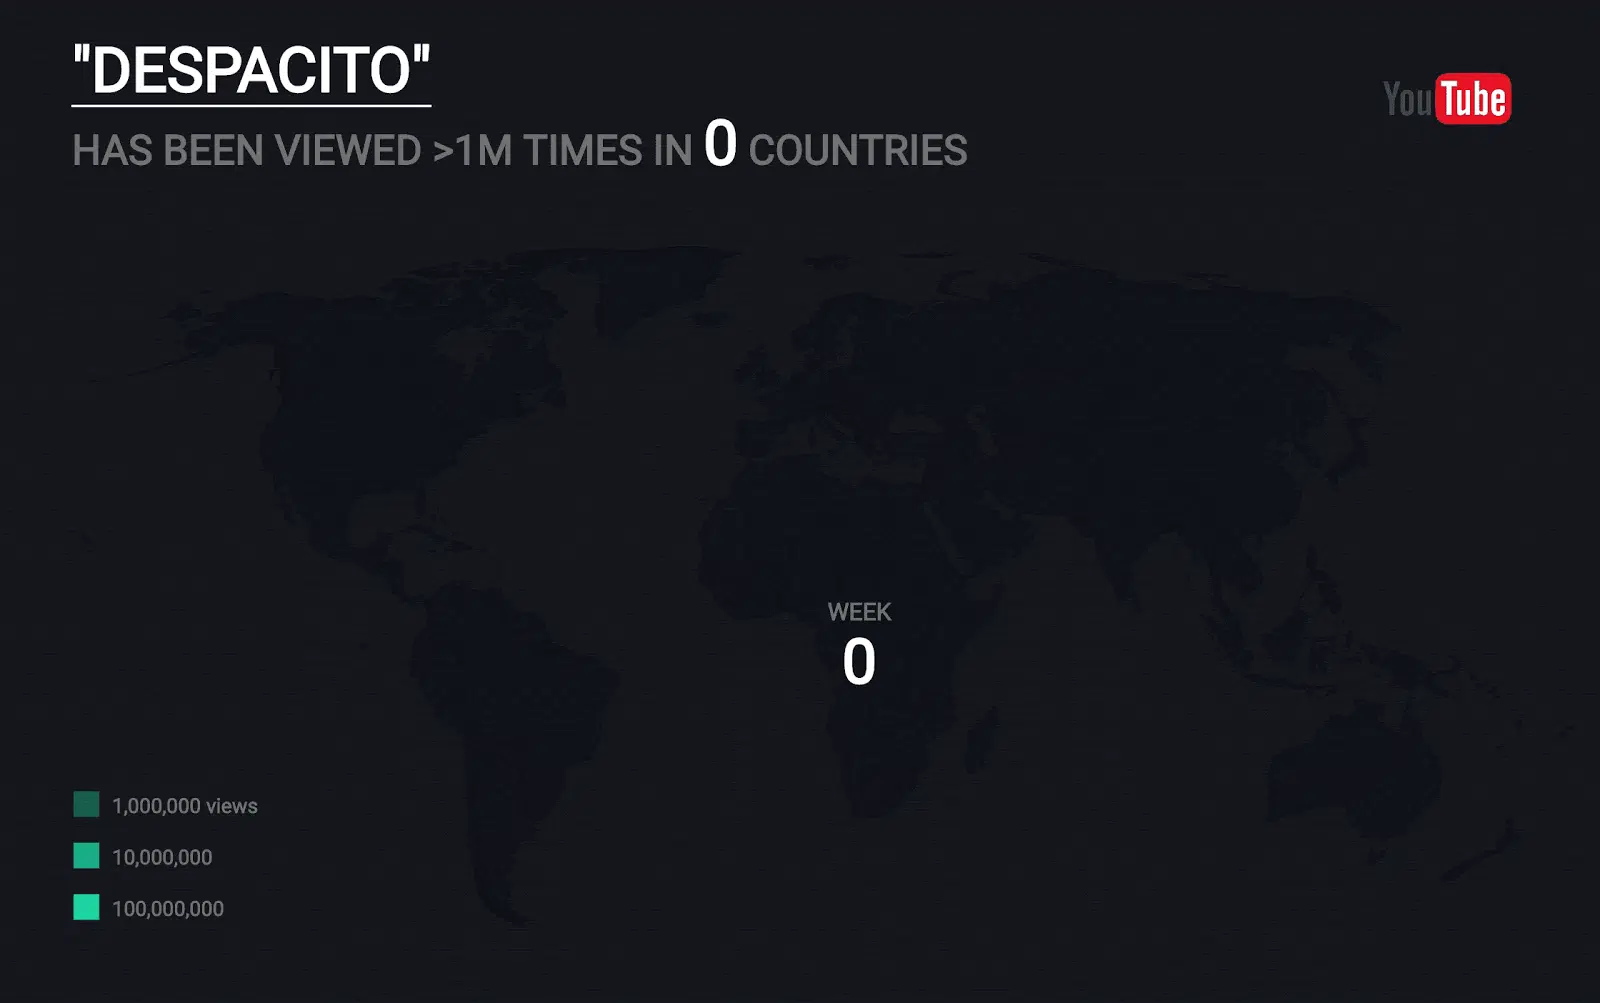 "DESPACITO"
YouTube
HAS BEEN VIEWED >1M TIMES IN 0 COUNTRIES
WEEK
0
1,000,000 views
10,000,000
100,000,000